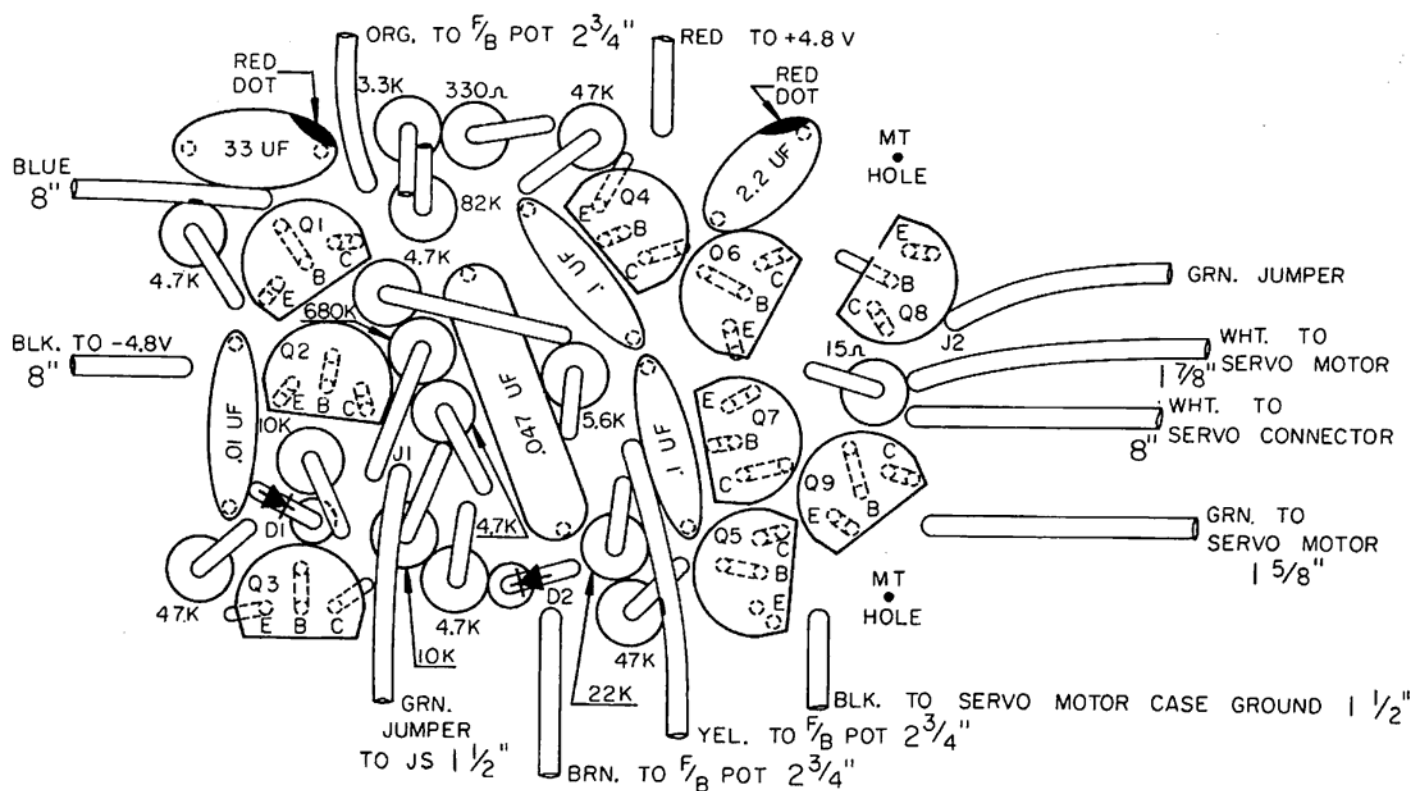 ORG. TO F/B POT 2 3/4"
RED TO +4.8 V
RED
DOT
3.3K
330Ω
47K
RED
DOT
33 UF
2.2 UF
MT
HOLE
BLUE
8"
82K
Q4
E
B
C
Q1
C
B
E
4.7K
4.7K
.1 UF
Q6
C
B
E
E
B
C
Q8
GRN. JUMPER
J2
680K
BLK. TO -4.8V
8"
Q2
E
B
C
15Ω
WHT. TO
1 7/8" SERVO MOTOR
.01 UF
10K
.047 UF
5.6K
.1 UF
E
Q7
B
C
WHT. TO
8" SERVO CONNECTOR
J1
C
Q9
B
E
D1
4.7K
Q5
C
B
E
GRN. TO
SERVO MOTOR
1 5/8"
47K
Q3
E
B
C
4.7K
D2
MT
HOLE
10K
47K
22K
GRN.
JUMPER
TO JS 1 1/2"
BLK. TO SERVO MOTOR CASE GROUND 1 1/2"
YEL. TO F/B POT 2 3/4"
BRN. TO F/B POT 2 3/4"